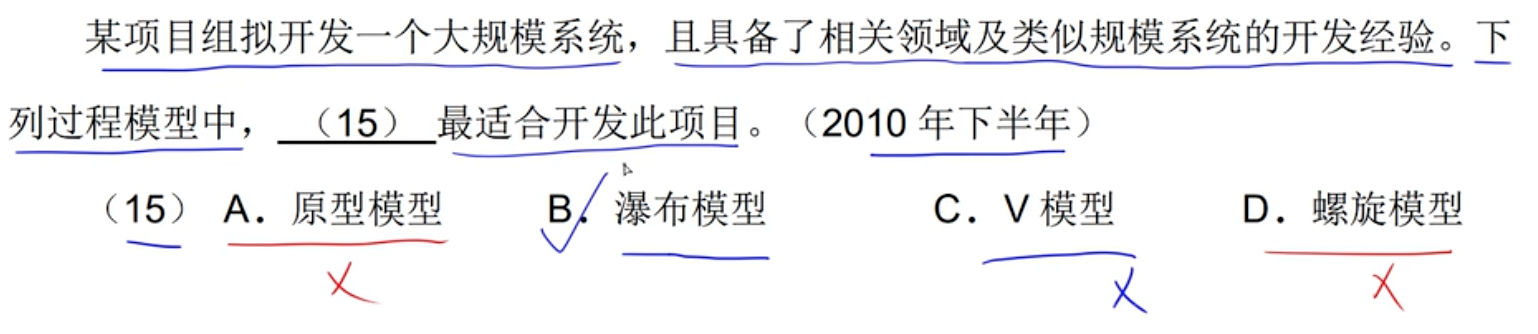 某项目组拟开发一个大规模系统，且具备了相关领域及类似规模系统的开发经验。下
列过程模型中，（15）最适合开发此项目。（2010 年下半年）
（15） A．原型模型 B．瀑布模型 C．V 模型 D．螺旋模型